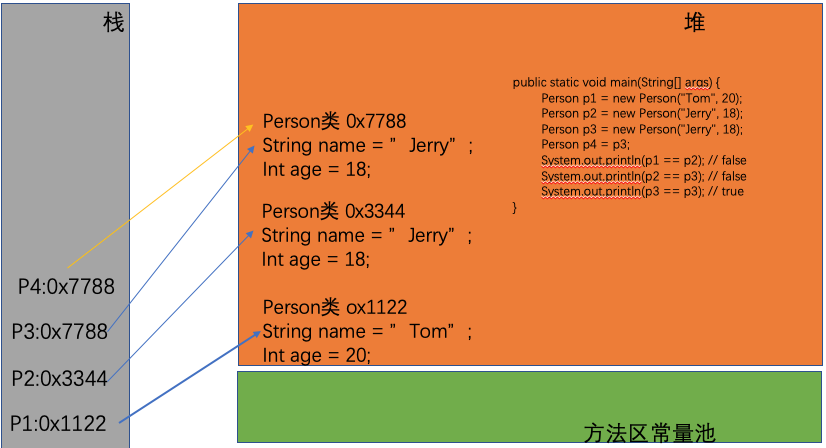 栈
堆
public static void main(String[] args) {
Person p1 = new Person("Tom", 20);
Person p2 = new Person("Jerry", 18);
Person p3 = new Person("Jerry", 18);
Person p4 = p3;
System.out.println(p1 == p2); // false
System.out.println(p2 == p3); // false
System.out.println(p3 == p3); // true
}
Person类 0x7788
String name = " Jerry" ;
Int age = 18;
Person类 0x3344
String name = " Jerry" ;
Int age = 18;
Person类 ox1122
String name = " Tom" ;
Int age = 20;
P4:0x7788
P3:0x7788
P2:0x3344
P1:0x1122
方法区常量池